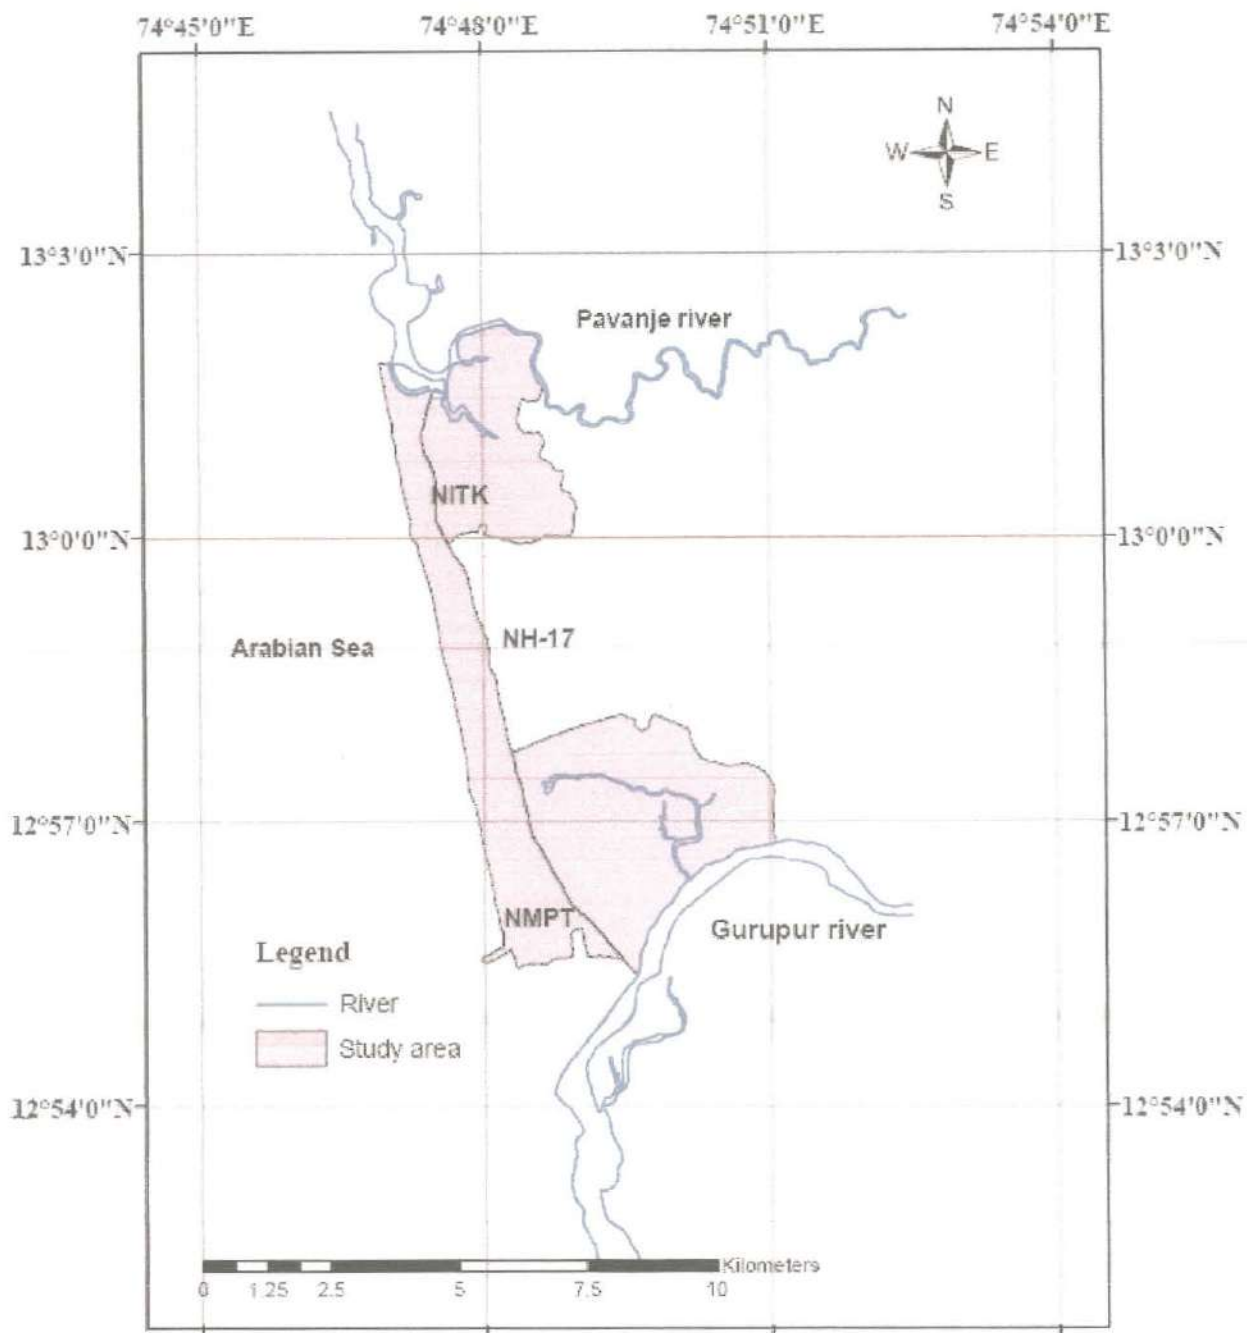 74°45'0"E 74°48'0"E 74°51'0"E 74°54'0"E
N
W E
S
13°3'0"N 13°3'0"N
Pavanje river
NITK
13°0'0"N 13°0'0"N
Arabian Sea NH-17
12°57'0"N 12°57'0"N
NMPT Gurupur river
Legend
River
Study area
12°54'0"N 12°54'0"N
Kilometers
0 1.25 2.5 5 7.5 10